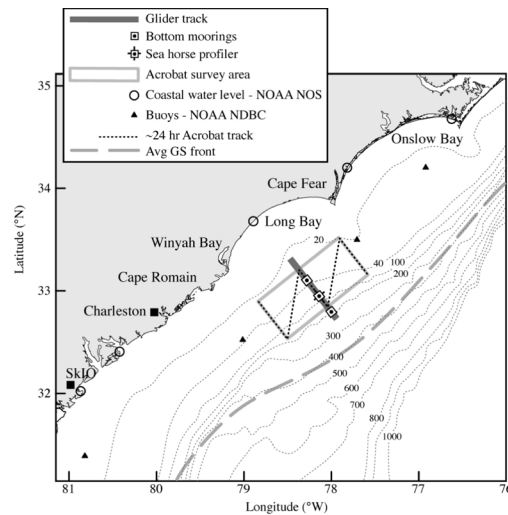 Glider track
Bottom moorings
Sea horse profiler
Acrobat survey area
Coastal water level - NOAA NOS
Buoys - NOAA NDBC
~24 hr Acrobat track
Avg GS front
35
34
33
32
Latitude (°N)
Onslow Bay
Cape Fear
Long Bay
Winyah Bay
Cape Romain
Charleston
SkIO
20
40
100
200
300
400
500
600
700
800
1000
81
80
79
78
77
76
Longitude (°W)